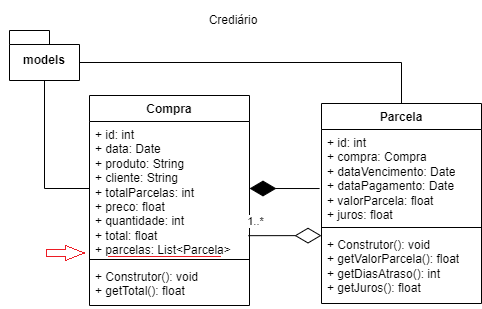 Crediário
models
Compra
+ id: int
+ data: Date
+ produto: String
+ cliente: String
+ totalParcelas: int
+ preco: float
+ quantidade: int
+ total: float
+ parcelas: List<Parcela>
+ Construtor(): void
+ getTotal(): float
1..*
Parcela
+ id: int
+ compra: Compra
+ dataVencimento: Date
+ dataPagamento: Date
+ valorParcela: float
+ juros: float
+ Construtor(): void
+ getValorParcela(): float
+ getDiasAtraso(): int
+ getJuros(): float